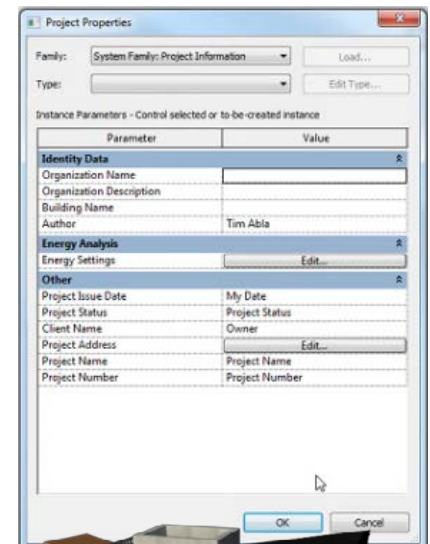 Project Properties
Family: System Family: Project Information Load...
Type: Edit Type...
Instance Parameters - Control selected or to-be-created instance
Parameter Value
Identity Data
Organization Name
Organization Description
Building Name
Author Tim Abla
Energy Analysis
Energy Settings Edit...
Other
Project Issue Date My Date
Project Status Project Status
Client Name Owner
Project Address Edit...
Project Name Project Name
Project Number Project Number
OK Cancel